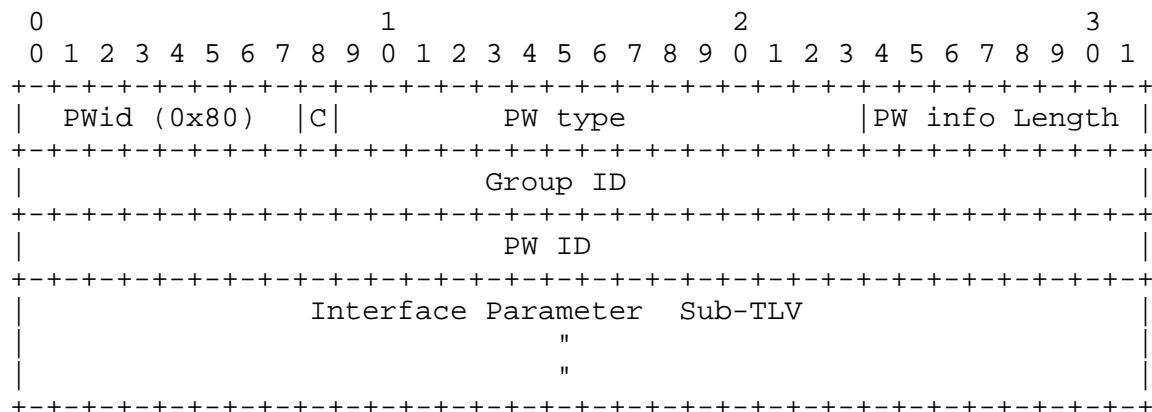 0                   1                   2                   3
 0 1 2 3 4 5 6 7 8 9 0 1 2 3 4 5 6 7 8 9 0 1 2 3 4 5 6 7 8 9 0 1
+-+-+-+-+-+-+-+-+-+-+-+-+-+-+-+-+-+-+-+-+-+-+-+-+-+-+-+-+-+-+-+-+
|  PWid (0x80)  |C|         PW type             |PW info Length |
+-+-+-+-+-+-+-+-+-+-+-+-+-+-+-+-+-+-+-+-+-+-+-+-+-+-+-+-+-+-+-+-+
|                          Group ID                             |
+-+-+-+-+-+-+-+-+-+-+-+-+-+-+-+-+-+-+-+-+-+-+-+-+-+-+-+-+-+-+-+-+
|                           PW ID                               |
+-+-+-+-+-+-+-+-+-+-+-+-+-+-+-+-+-+-+-+-+-+-+-+-+-+-+-+-+-+-+-+-+
|                Interface Parameter  Sub-TLV                   |
|                              "                                |
|                              "                                |
+-+-+-+-+-+-+-+-+-+-+-+-+-+-+-+-+-+-+-+-+-+-+-+-+-+-+-+-+-+-+-+-+